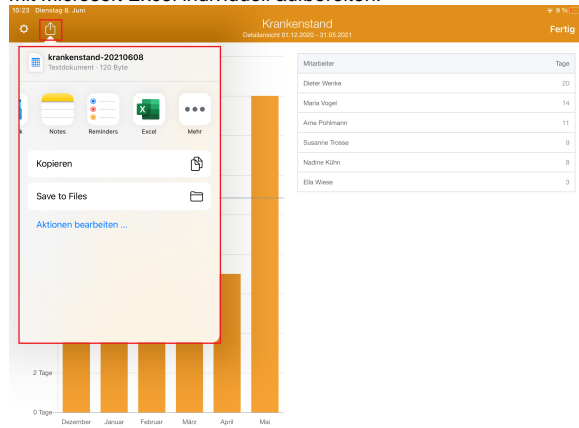 10:23 Dienstag 8. Juni
9 %
Krankenstand
Detailansicht 01.12.2020 - 31.05.2021
Fertig
krankenstand-20210608
Textdokument · 120 Byte
Notes
Reminders
Excel
Mehr
Kopieren
Save to Files
Aktionen bearbeiten ...
Mitarbeiter Tage
Dieter Wenke 20
Maria Vogel 14
Arne Pohlmann 11
Susanne Trosse 9
Nadine Kühn 8
Ella Wiese 3
2 Tage
0 Tage
Dezember Januar Februar März April Mai